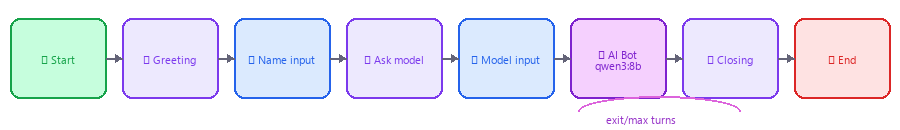 Start
Greeting
Name input
Ask model
Model input
AI Bot
qwen3:8b
Closing
End
exit/max turns